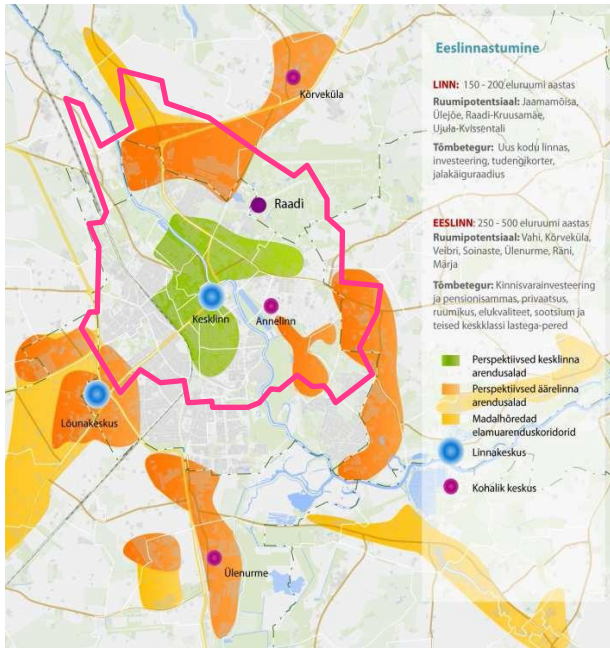 Eeslinnastumine
LINN: 150 - 200 eluruumi aastas
Ruumipotentsiaal: Jaamamõisa,
Ülejõe, Raadi-Kruusamäe,
Ujula-Kvissentali
Tõmbetegur: Uus kodu linnas,
investeering, tudengikorter,
jalakäiguraadius
EESLINN: 250 - 500 eluruumi aastas
Ruumipotentsiaal: Vahi, Kõrveküla,
Veibri, Soinaste, Ülenurme, Räni,
Märja
Tõmbetegur: Kinnisvarainvesteering
ja pensionisammas, privaatsus,
ruumikus, elukvaliteet, sootsium ja
teised keskklassi lastega-pered
Perspektiivsed kesklinna
arendusalad
Perspektiivsed äärelinna
arendusalad
Madalhõredad
elamuarenduskoridorid
Linnakeskus
Kohalik keskus
Kõrveküla
Raadi
Kesklinn
Annelinn
Lõunakeskus
Ülenurme